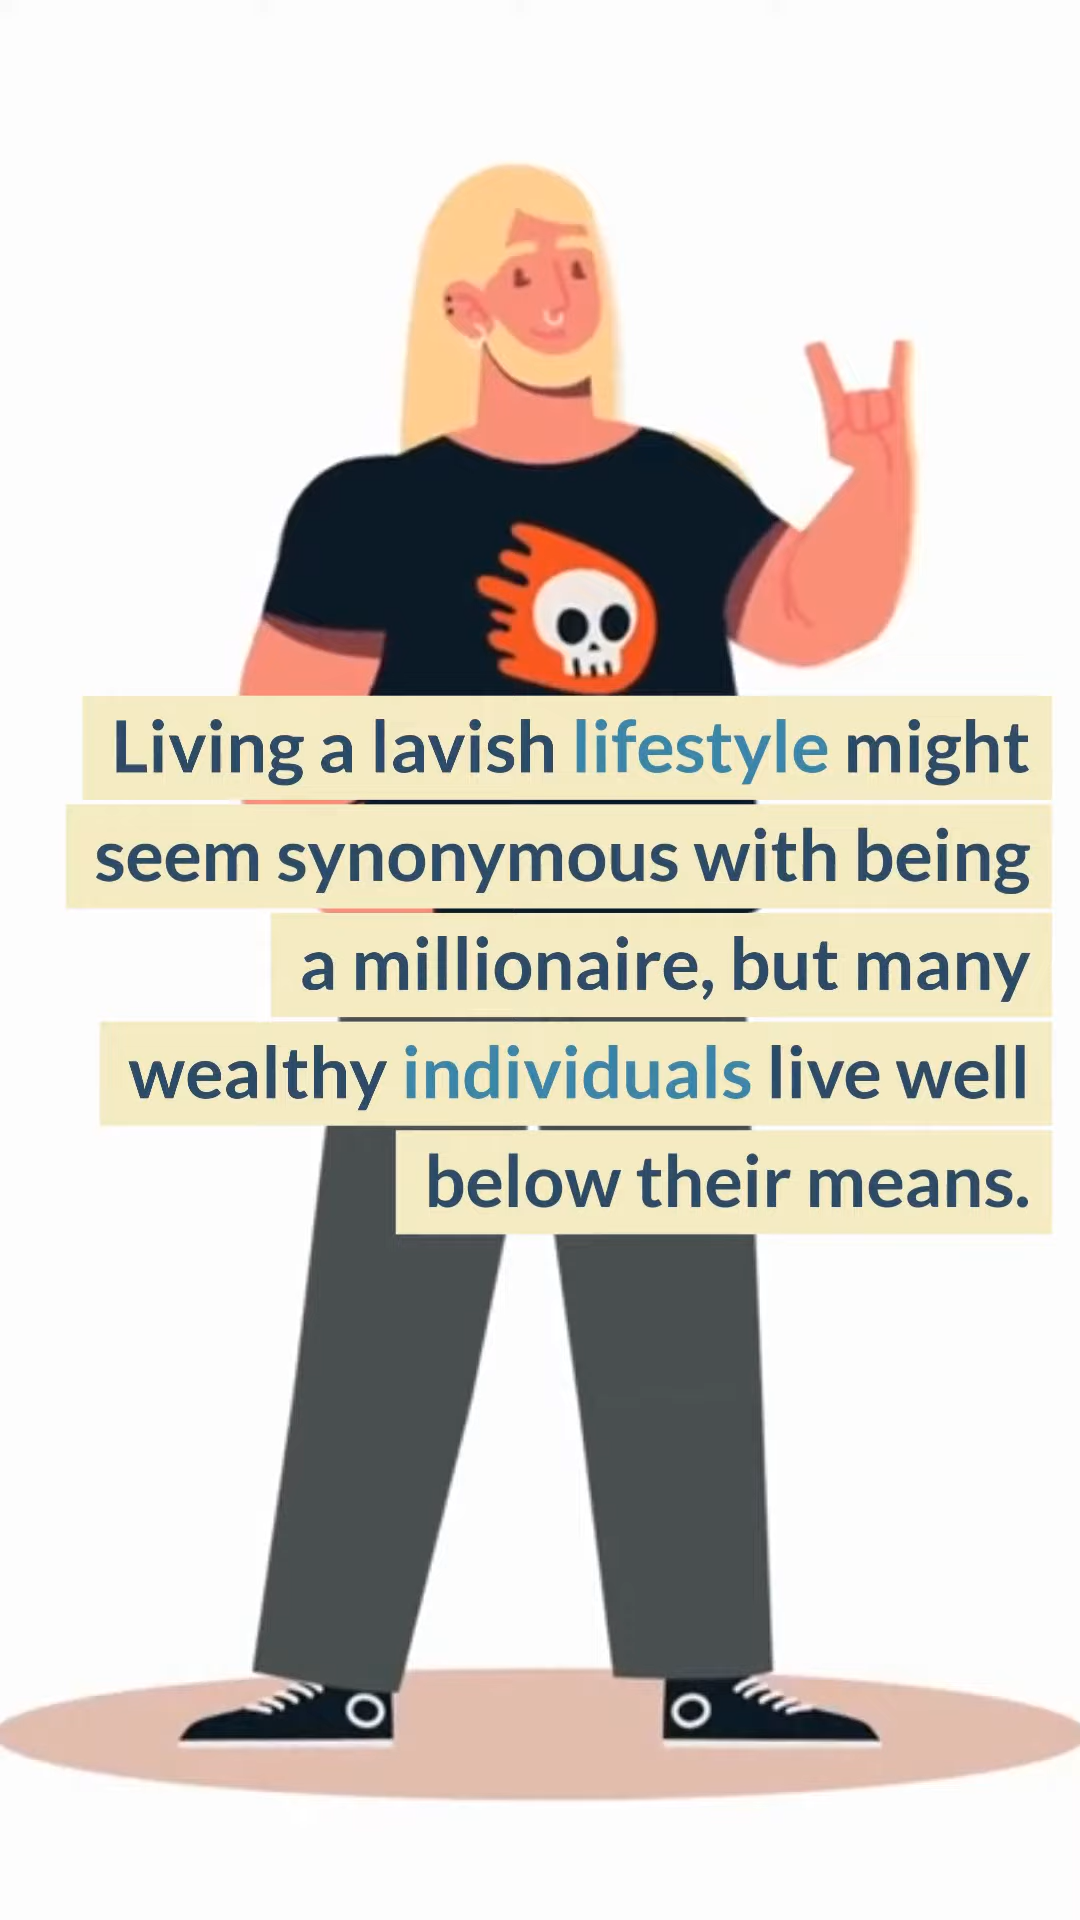 Living a lavish lifestyle might
seem synonymous with being
a millionaire, but many
wealthy individuals live well
below their means.